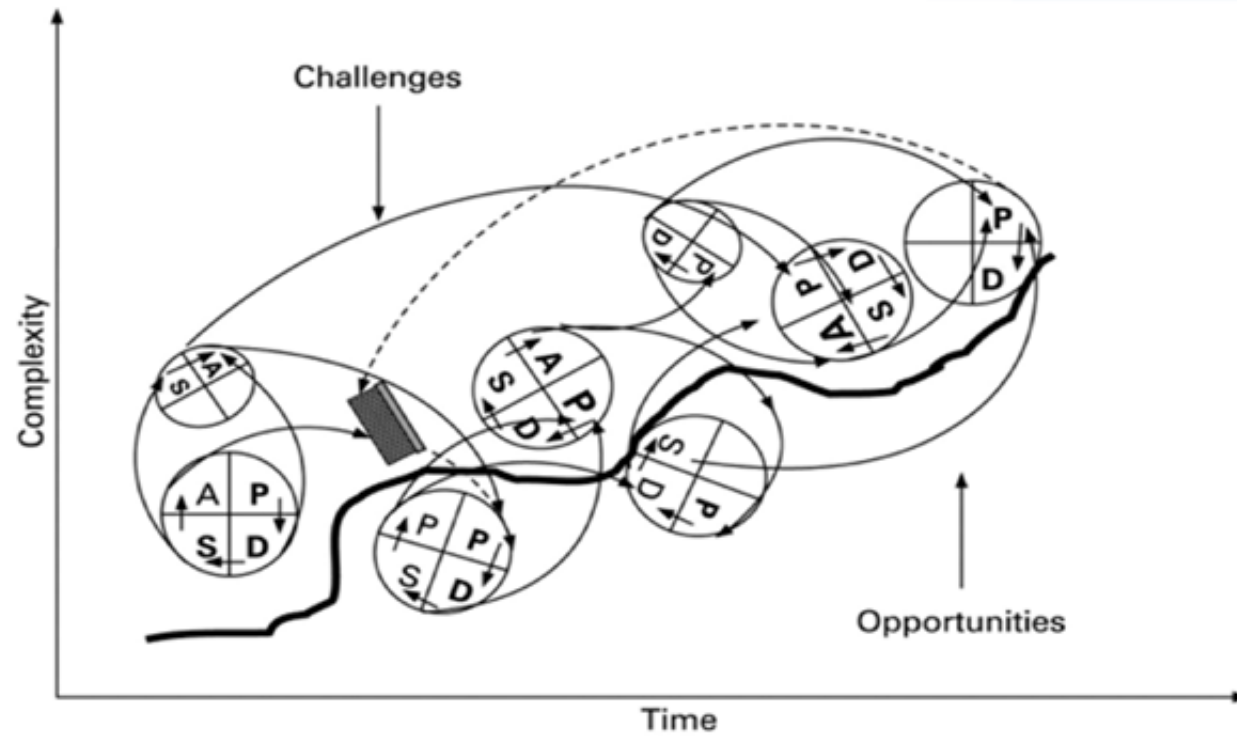 Challenges
Complexity
A P
S D
S A
P P
S D
A P
S D
D P
S D P
P D
A S
P
D
Opportunities
Time